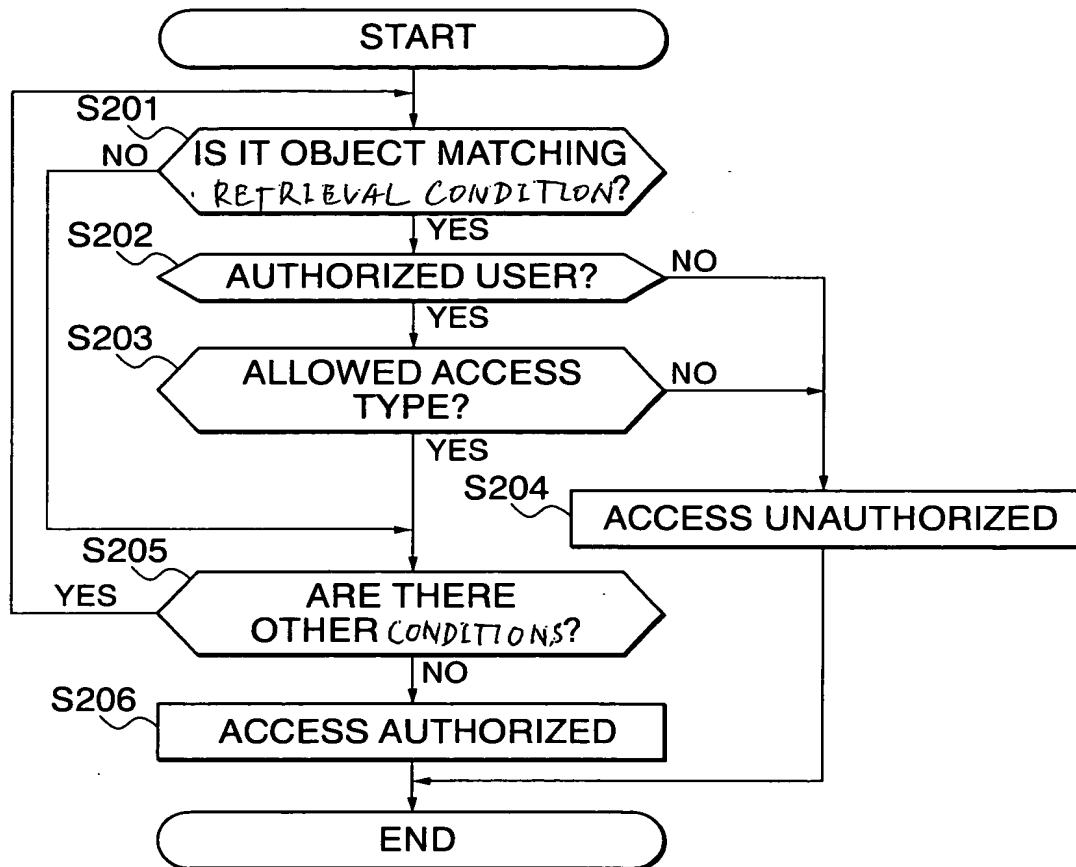 START
S201
NO
IS IT OBJECT MATCHING
RETRIEVAL CONDITION?
YES
S202
AUTHORIZED USER?
NO
YES
S203
ALLOWED ACCESS
TYPE?
NO
YES
S204
ACCESS UNAUTHORIZED
S205
YES
ARE THERE
OTHER CONDITIONS?
NO
S206
ACCESS AUTHORIZED
END